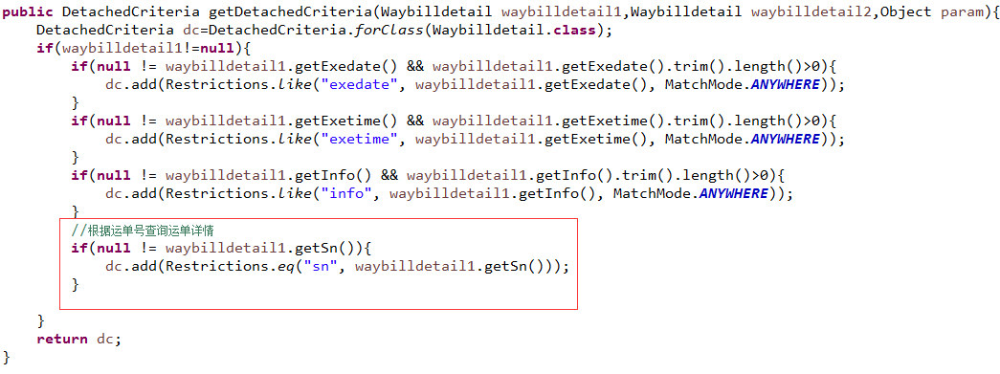 public DetachedCriteria getDetachedCriteria(Waybilldetail waybilldetail1,Waybilldetail waybilldetail2,Object param){
    DetachedCriteria dc=DetachedCriteria.forClass(Waybilldetail.class);
    if(waybilldetail1!=null){
        if(null != waybilldetail1.getExedate() && waybilldetail1.getExedate().trim().length()>0){
            dc.add(Restrictions.like("exedate", waybilldetail1.getExedate(), MatchMode.ANYWHERE));
        }
        if(null != waybilldetail1.getExetime() && waybilldetail1.getExetime().trim().length()>0){
            dc.add(Restrictions.like("exetime", waybilldetail1.getExetime(), MatchMode.ANYWHERE));
        }
        if(null != waybilldetail1.getInfo() && waybilldetail1.getInfo().trim().length()>0){
            dc.add(Restrictions.like("info", waybilldetail1.getInfo(), MatchMode.ANYWHERE));
        }
        //根据运单号查询运单详情
        if(null != waybilldetail1.getSn()){
            dc.add(Restrictions.eq("sn", waybilldetail1.getSn()));
        }
    }
    return dc;
}